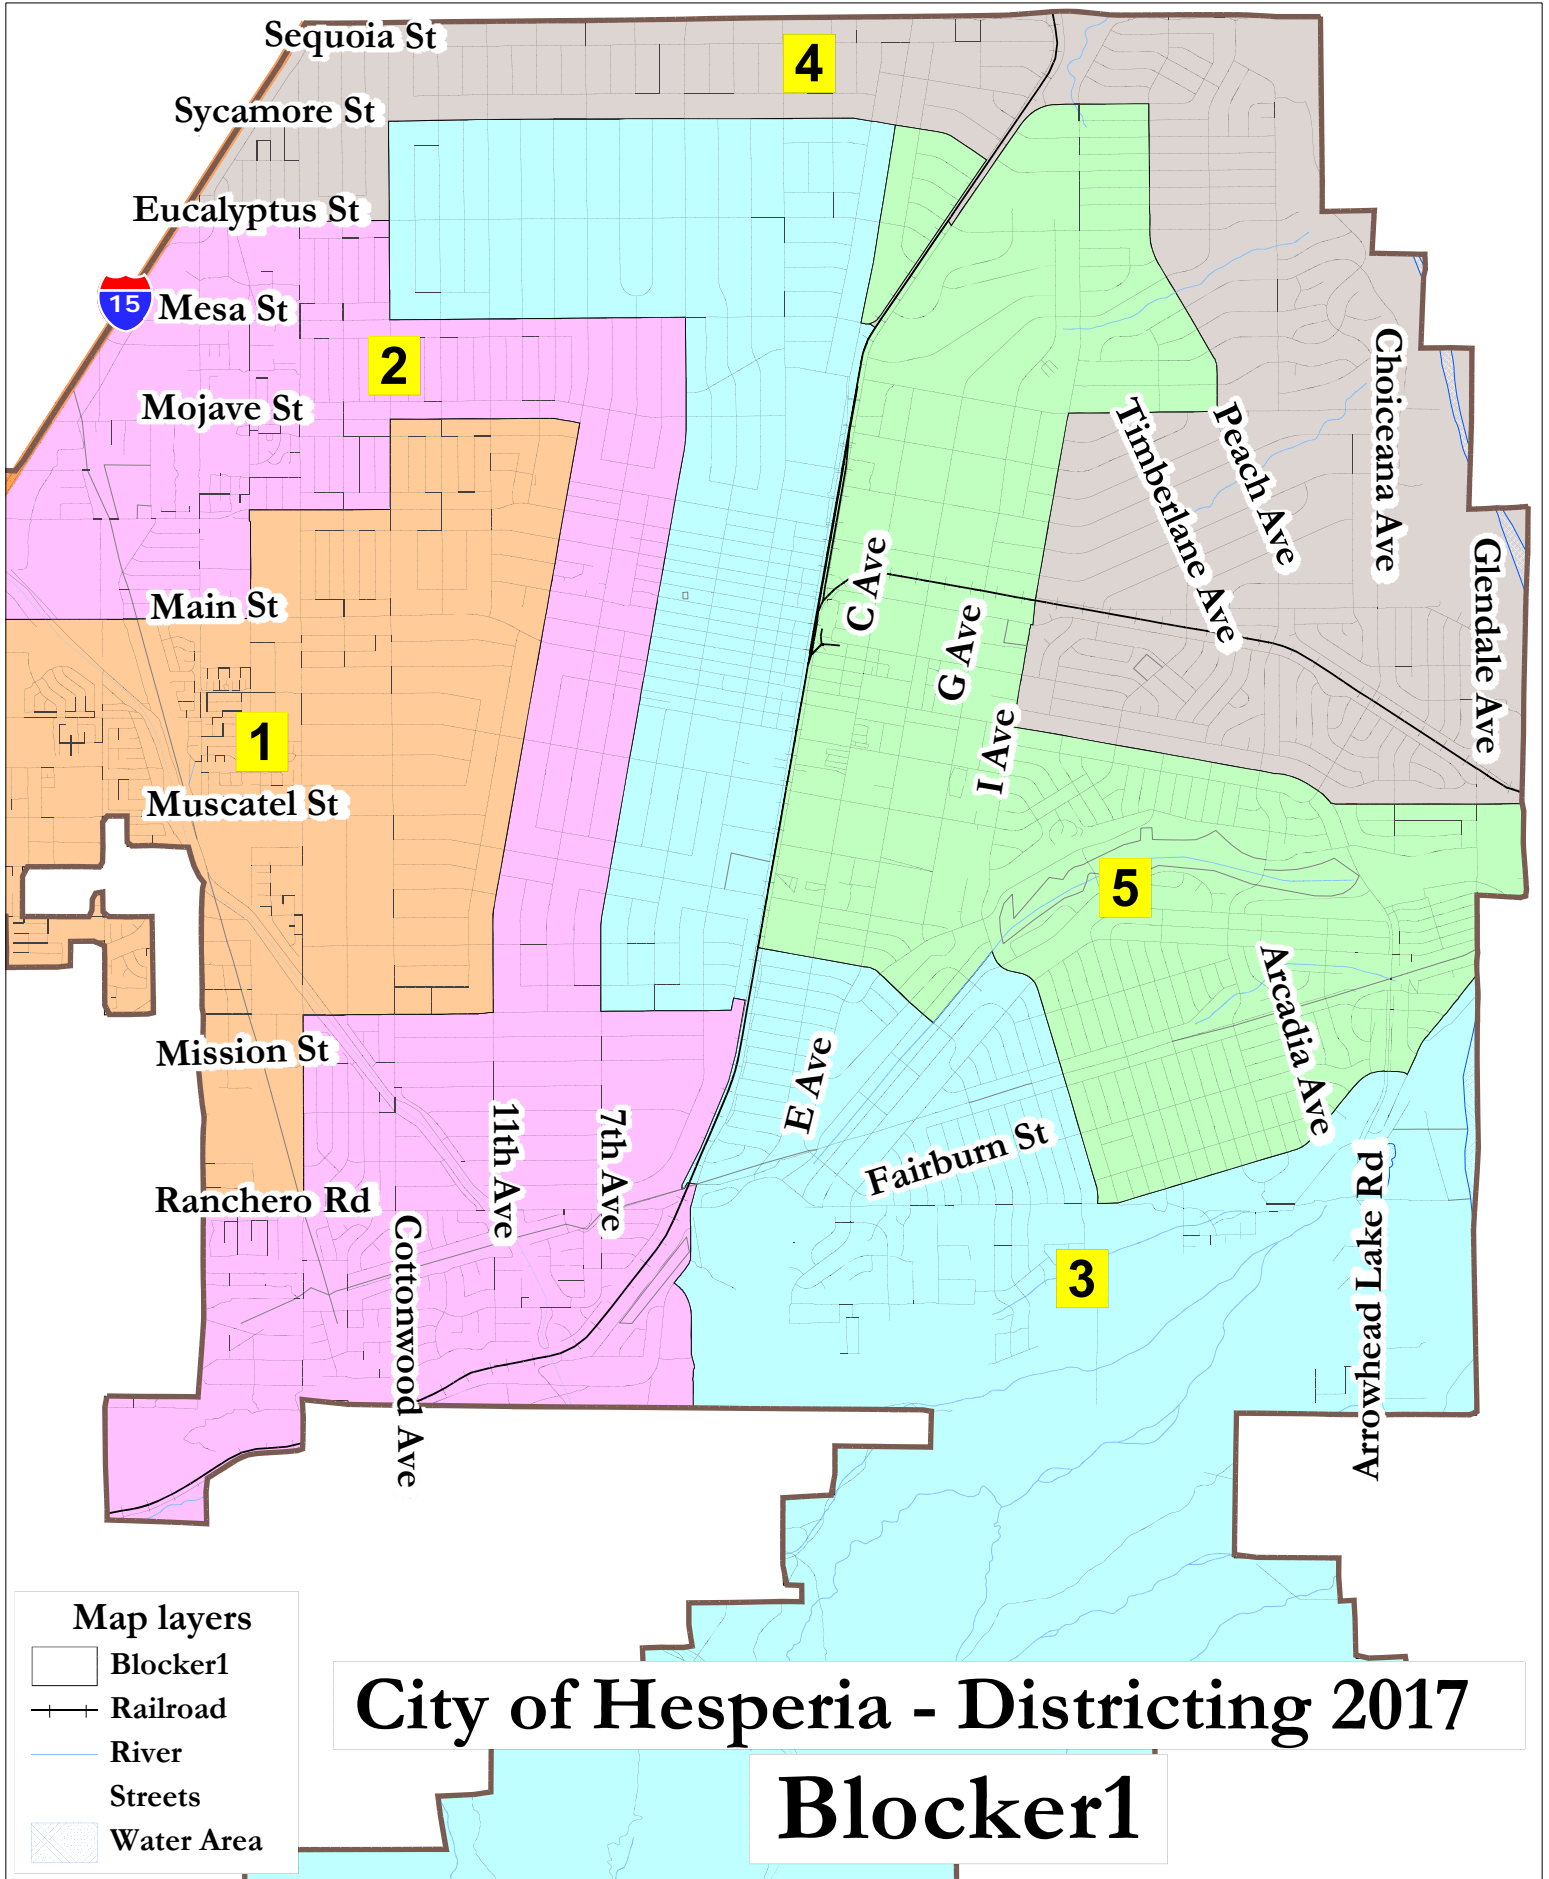 Sequoia St
4
Sycamore St
Eucalyptus St
15
Mesa St
2
Mojave St
Choiceana Ave
Peach Ave
Timberlane Ave
C Ave
Glendale Ave
Main St
G Ave
1
I Ave
Muscatel St
5
Arcadia Ave
Mission St
E Ave
11th Ave
7th Ave
Fairburn St
Ranchero Rd
Arrowhead Lake Rd
Cottonwood Ave
3
Map layers
Blocker1
Railroad
River
Streets
Water Area
City of Hesperia - Districting 2017
Blocker1